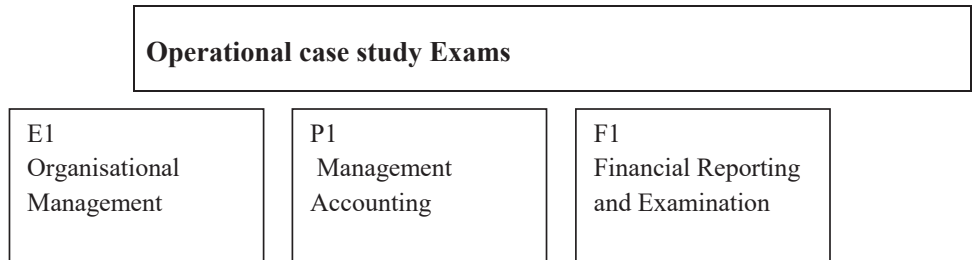 Operational case study Exams
E1
Organisational
Management
P1
Management
Accounting
F1
Financial Reporting
and Examination